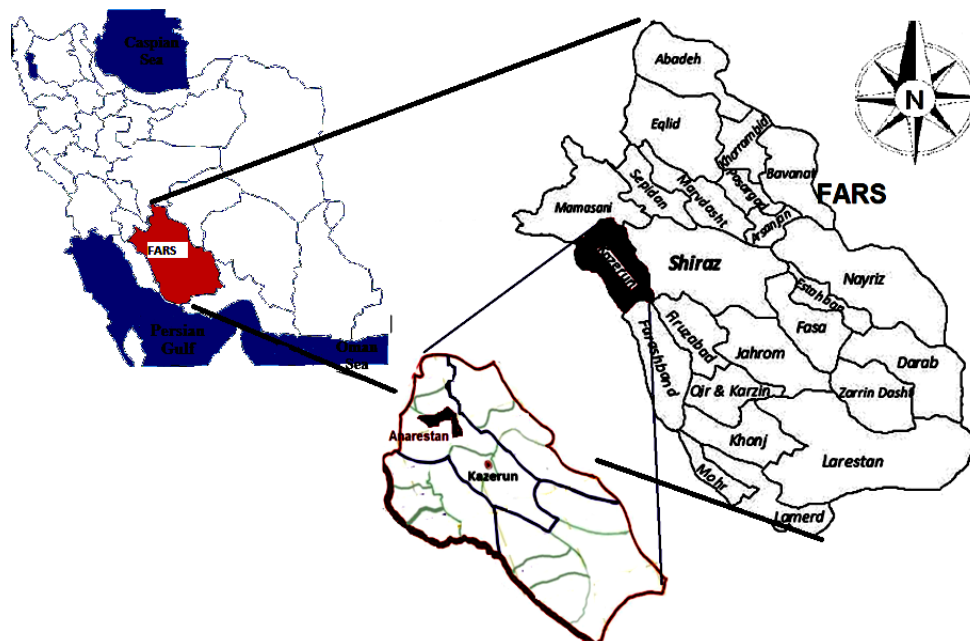 Caspian
Sea
FARS
Persian
Gulf
Oman
Sea
Abadeh
N
Eqlid
Khorrambid
Bavanat
FARS
Sepidan
Marvdasht
Pasargad
Arsanjan
Mamasani
Kazerun
Shiraz
Nayriz
Estahban
Fasa
Firuzabad
Farashband
Jahrom
Darab
Qir & Karzin
Zarrin Dasht
Khonj
Larestan
Mohr
Lamerd
Anarestan
Kazerun